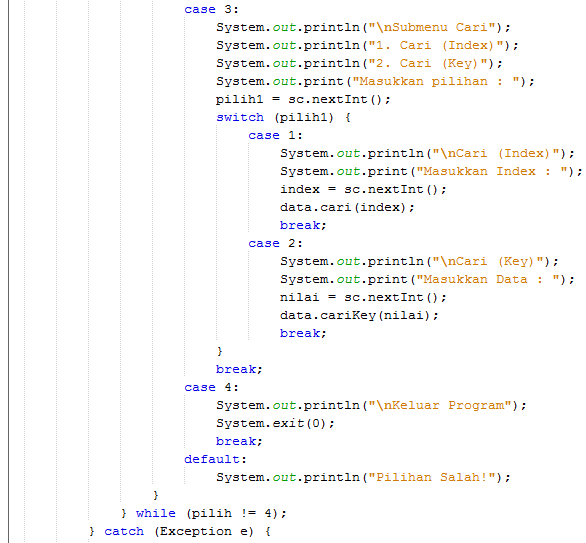 case 3:
System.out.println("\nSubmenu Cari");
System.out.println("1. Cari (Index)");
System.out.println("2. Cari (Key)");
System.out.print("Masukkan pilihan : ");
pilih1 = sc.nextInt();
switch (pilih1) {
case 1:
System.out.println("\nCari (Index)");
System.out.print("Masukkan Index : ");
index = sc.nextInt();
data.cari(index);
break;
case 2:
System.out.println("\nCari (Key)");
System.out.print("Masukkan Data : ");
nilai = sc.nextInt();
data.cariKey(nilai);
break;
}
break;
case 4:
System.out.println("\nKeluar Program");
System.exit(0);
break;
default:
System.out.println("Pilihan Salah!");
}
} while (pilih != 4);
} catch (Exception e) {